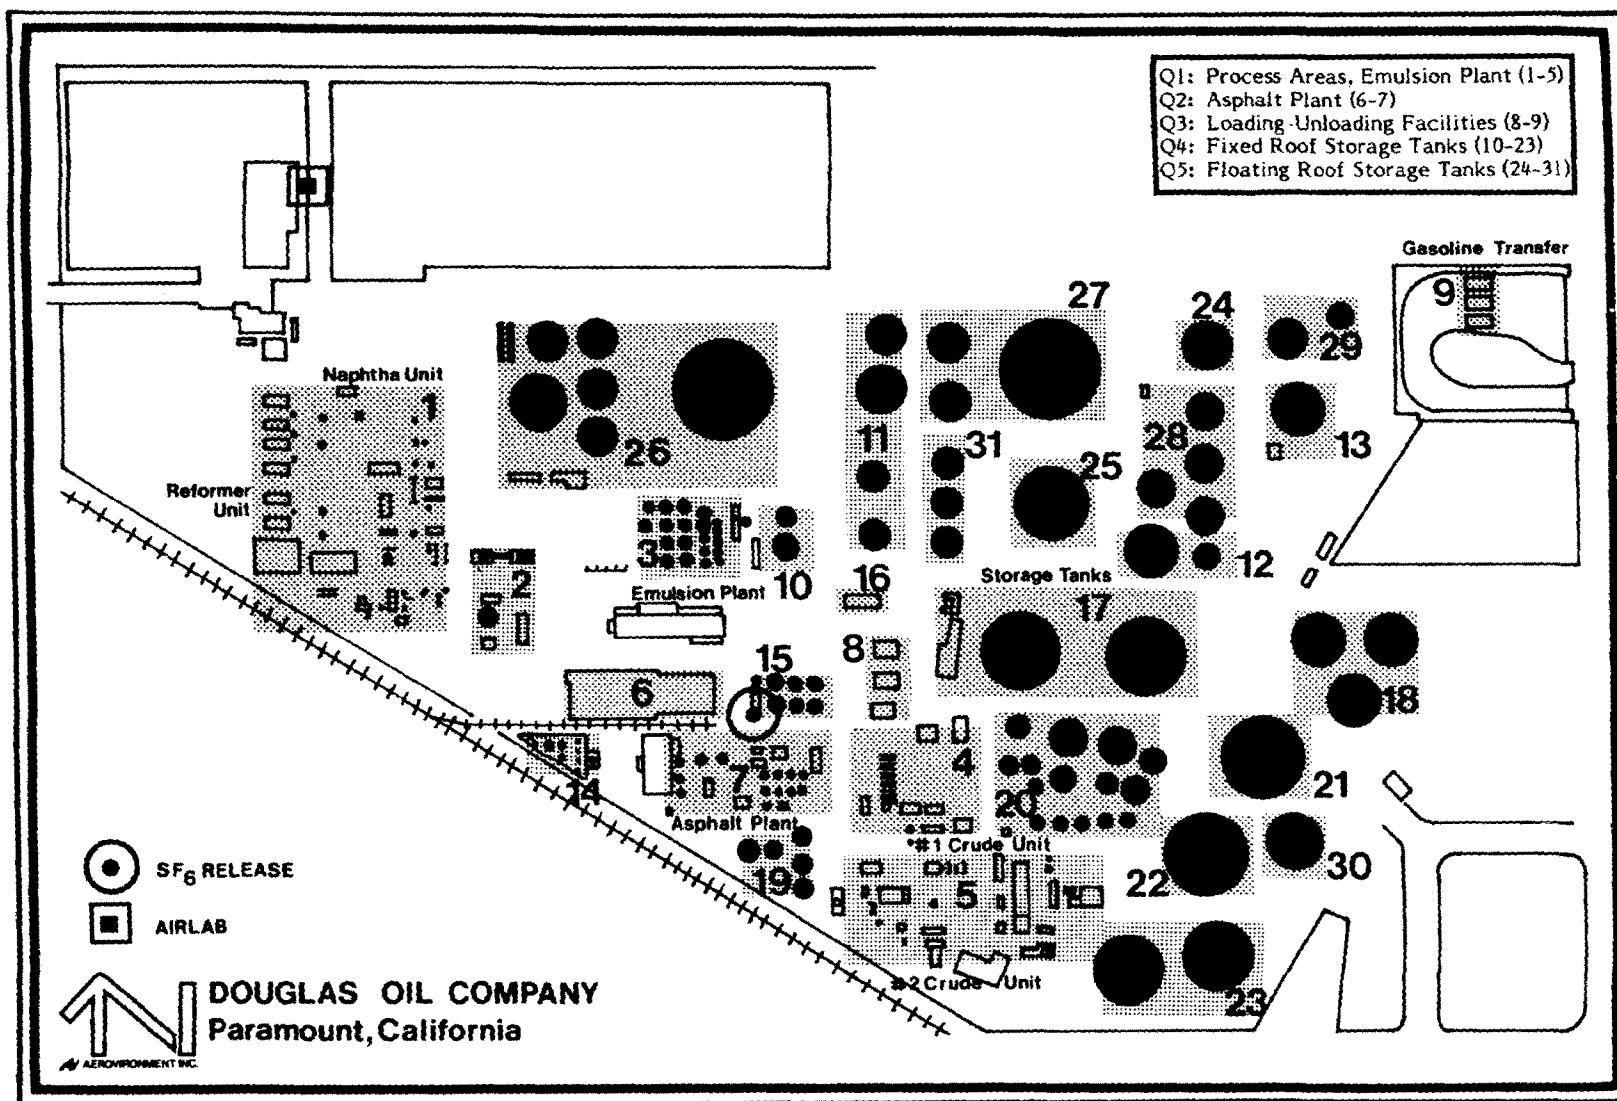 Q1: Process Areas, Emulsion Plant (1-5)
Q2: Asphalt Plant (6-7)
Q3: Loading-Unloading Facilities (8-9)
Q4: Fixed Roof Storage Tanks (10-23)
Q5: Floating Roof Storage Tanks (24-31)
Gasoline Transfer
9
27
24
29
Naphtha Unit
1
26
11
31
25
28
13
Reformer
Unit
3
2
10
12
Emulsion Plant
16
Storage Tanks
17
8
15
6
18
14
7
4
20
21
Asphalt Plant
#1 Crude Unit
19
5
22
30
#2 Crude Unit
23
SF6 RELEASE
AIRLAB
N
DOUGLAS OIL COMPANY
Paramount, California
AV AEROVIRONMENT INC.